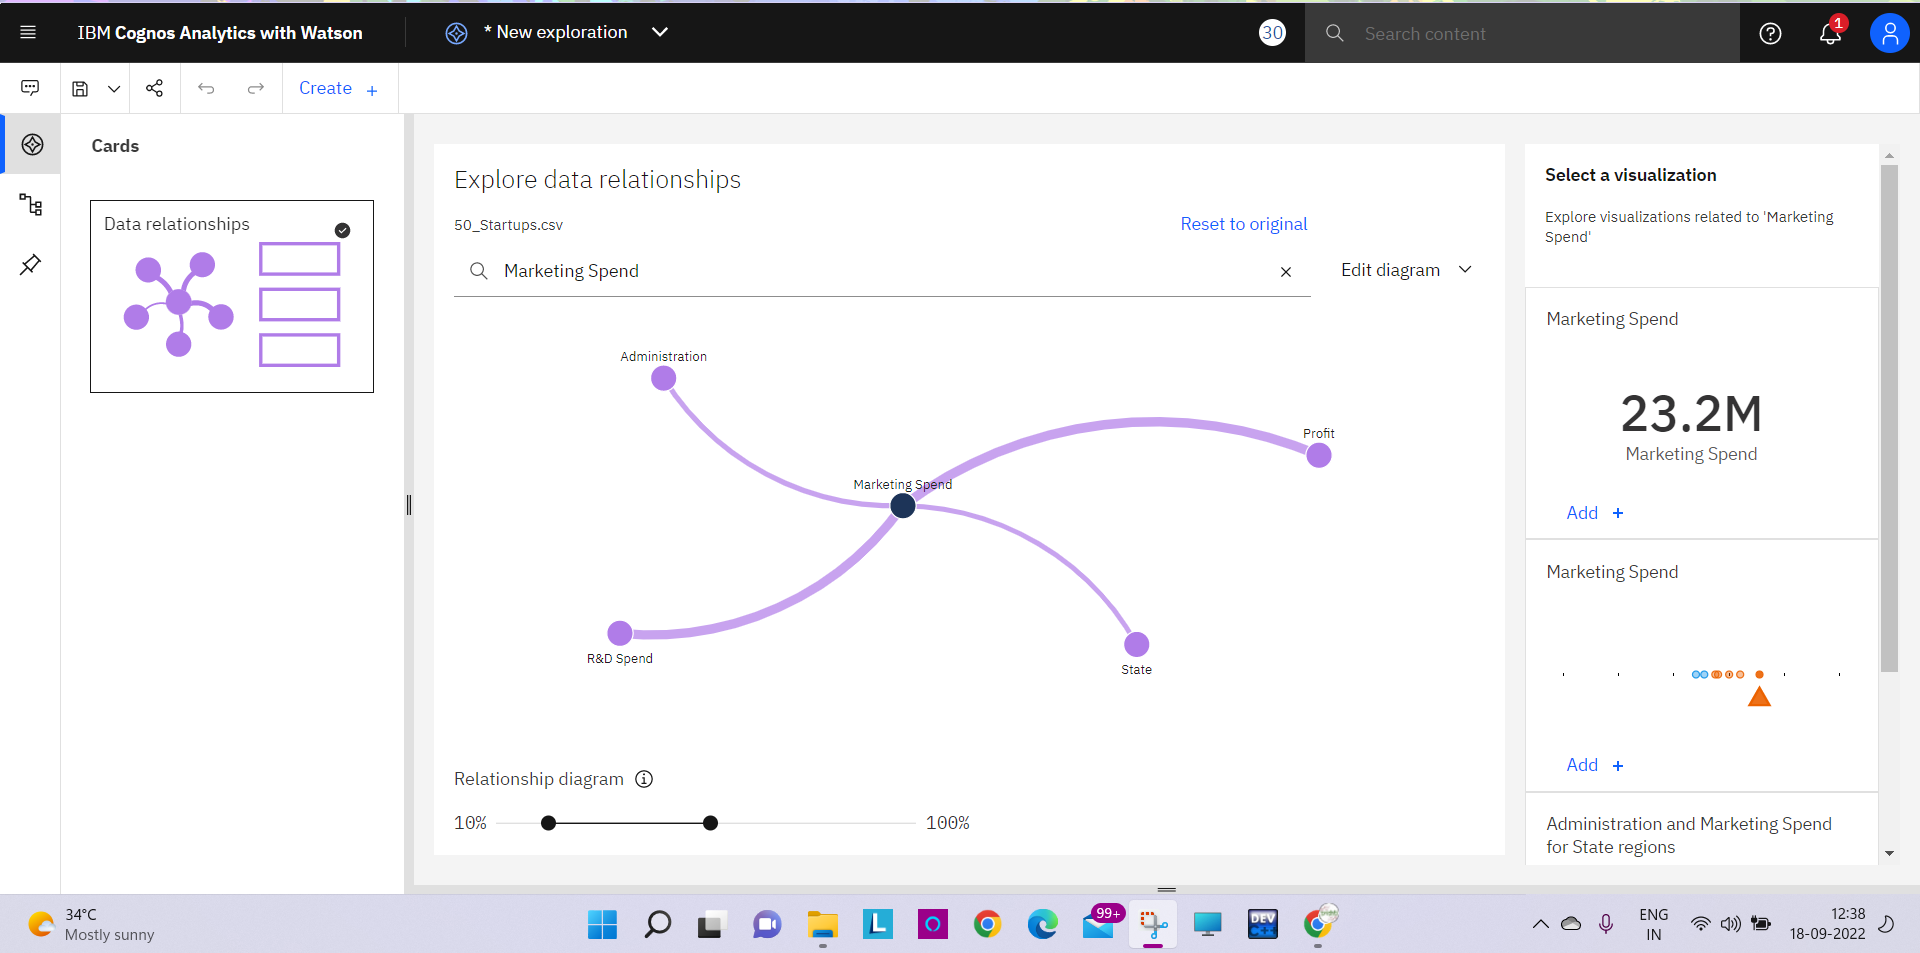 IBM Cognos Analytics with Watson
* New exploration
30
Search content
1
Create +
Cards
Data relationships
Explore data relationships
50_Startups.csv
Reset to original
Marketing Spend
Edit diagram
Administration
Profit
Marketing Spend
R&D Spend
State
Relationship diagram
10%
100%
Select a visualization
Explore visualizations related to 'Marketing
Spend'
Marketing Spend
23.2M
Marketing Spend
Add +
Marketing Spend
Add +
Administration and Marketing Spend
for State regions
34°C
Mostly sunny
L
99+
DEV
C++
ENG
IN
12:38
18-09-2022